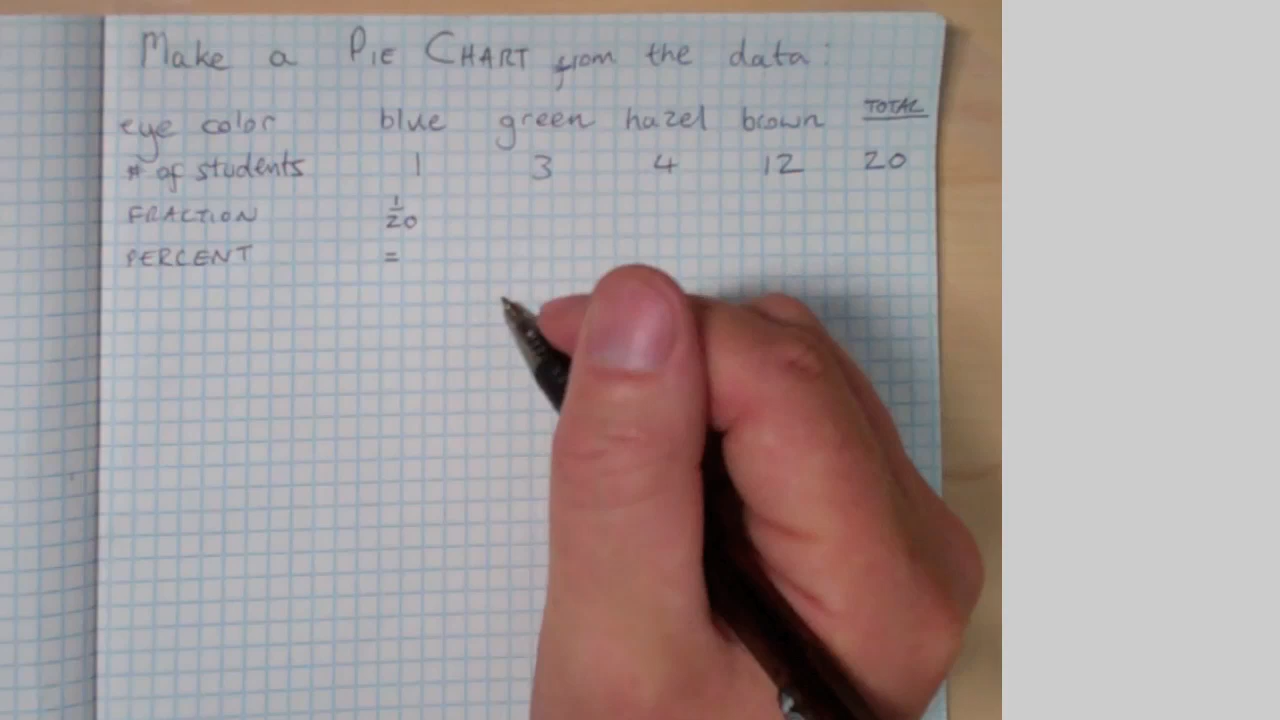 Make a PIE CHART from the data:
eye color blue green hazel brown TOTAL
# of students 1 3 4 12 20
FRACTION 1/20
PERCENT =